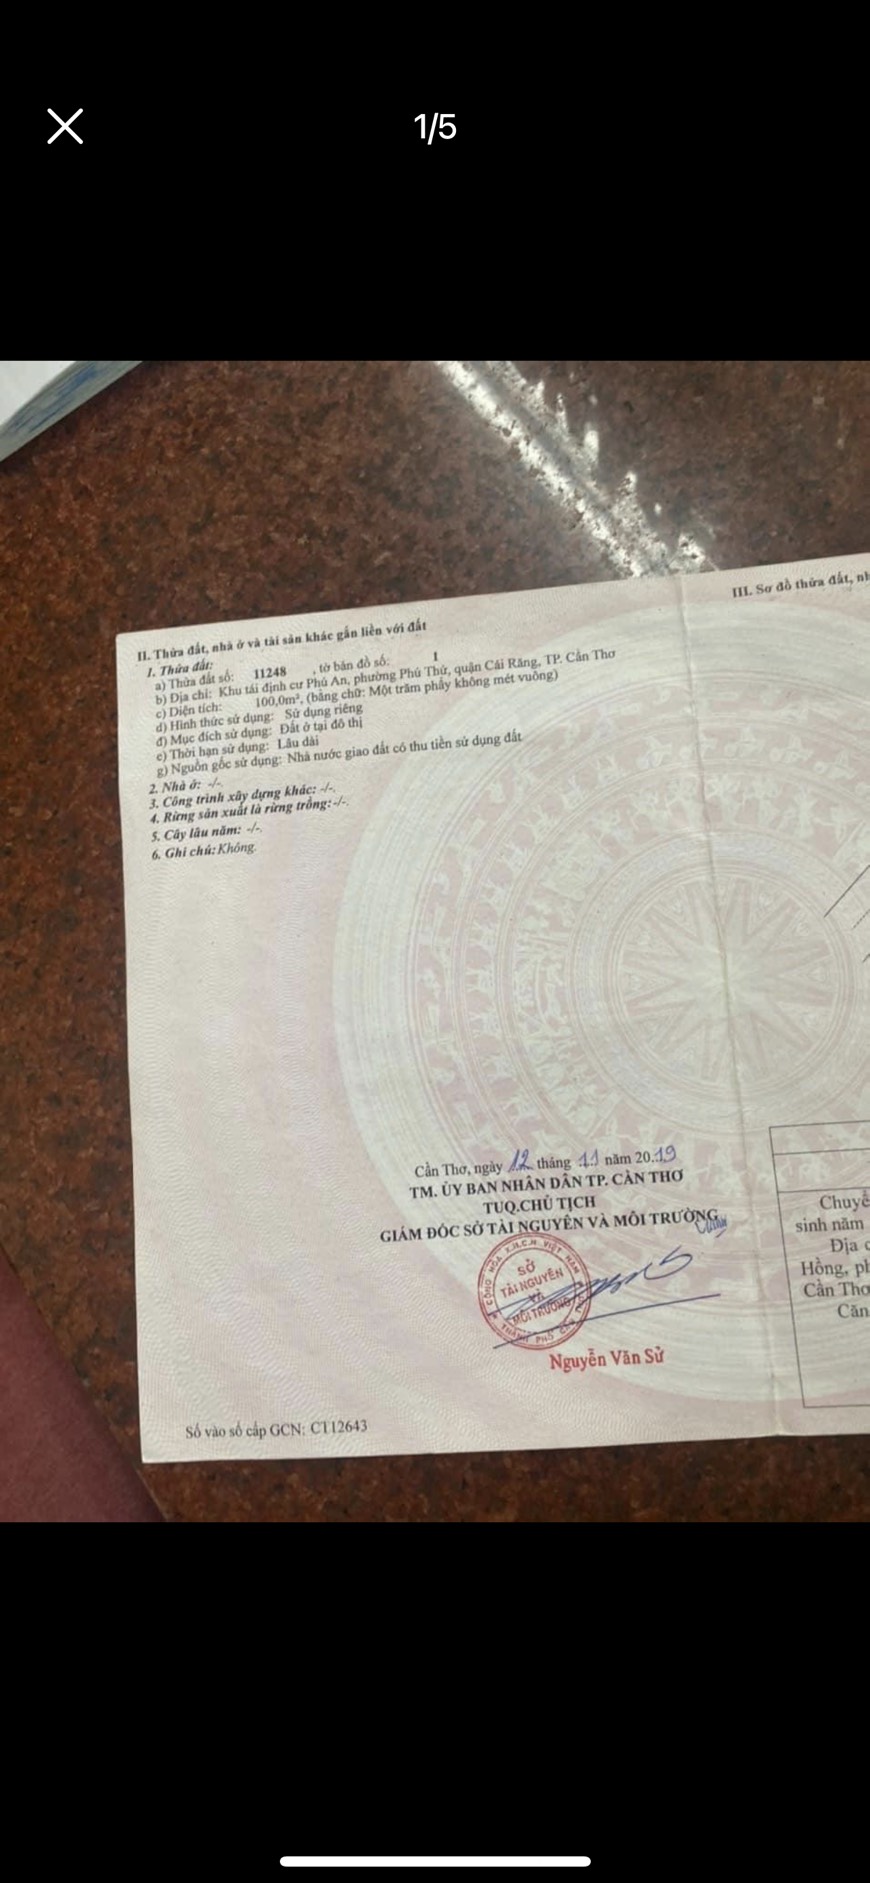 1/5
II. Thửa đất, nhà ở và tài sản khác gắn liền với đất
1. Thửa đất:
a) Thửa đất số: 11248 , tờ bản đồ số: 1
b) Địa chỉ: Khu tái định cư Phú An, phường Phú Thứ, quận Cái Răng, TP. Cần Thơ
c) Diện tích: 100,0m², (bằng chữ: Một trăm phẩy không mét vuông)
d) Hình thức sử dụng: Sử dụng riêng
đ) Mục đích sử dụng: Đất ở tại đô thị
e) Thời hạn sử dụng: Lâu dài
g) Nguồn gốc sử dụng: Nhà nước giao đất có thu tiền sử dụng đất
2. Nhà ở: -/-.
3. Công trình xây dựng khác: -/-.
4. Rừng sản xuất là rừng trồng: -/-.
5. Cây lâu năm: -/-.
6. Ghi chú: Không.
Cần Thơ, ngày 12 tháng 11 năm 2019
TM. ỦY BAN NHÂN DÂN TP. CẦN THƠ
TUQ.CHỦ TỊCH
GIÁM ĐỐC SỞ TÀI NGUYÊN VÀ MÔI TRƯỜNG
CỘNG HÒA X.H.C.N VIỆT NAM
SỞ
TÀI NGUYÊN
VÀ
MÔI TRƯỜNG
THÀNH PHỐ
Nguyễn Văn Sử
Số vào sổ cấp GCN: CT12643
III. Sơ đồ thửa đất,
Chuyể
sinh năm
Địa c
Hồng, ph
Cần Thơ
Căn